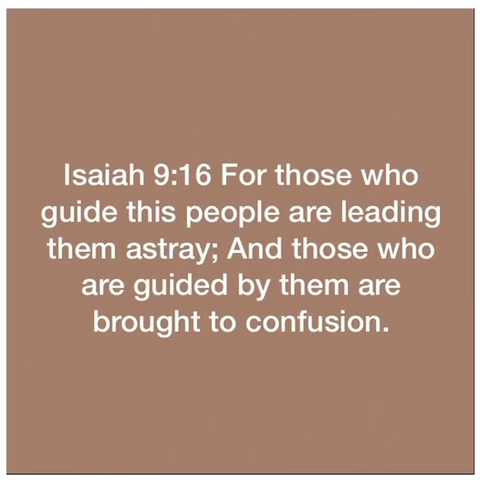 Isaiah 9:16 For those who
guide this people are leading
them astray; And those who
are guided by them are
brought to confusion.